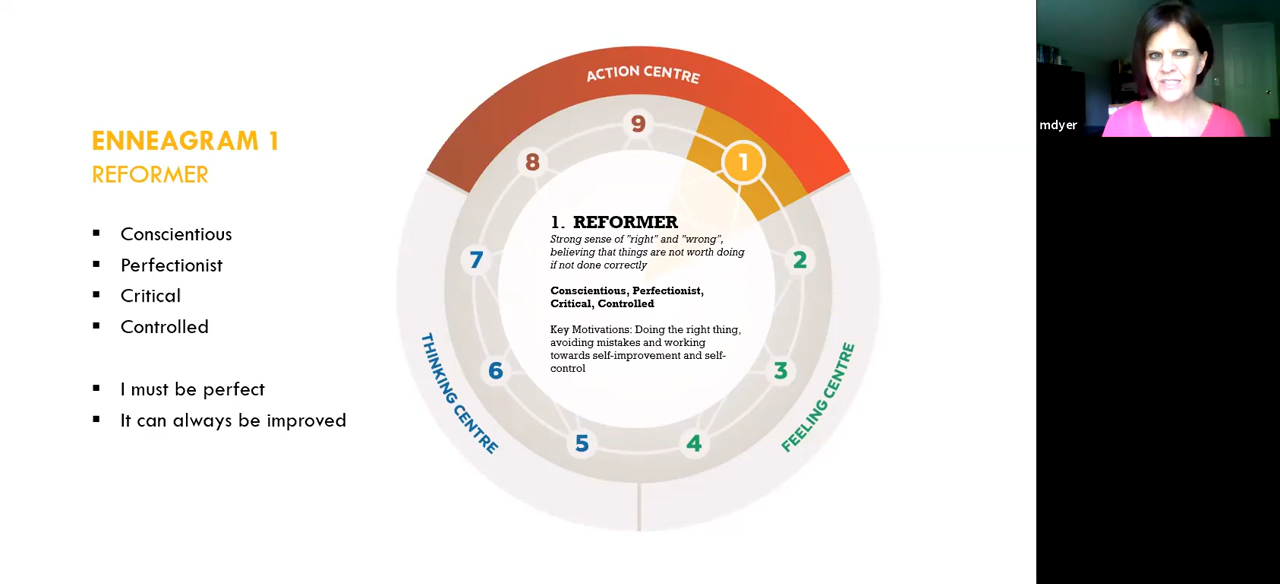 ENNEAGRAM 1
REFORMER
▪ Conscientious
▪ Perfectionist
▪ Critical
▪ Controlled
▪ I must be perfect
▪ It can always be improved
ACTION CENTRE
9
8
1
7
2
6
3
5
4
THINKING CENTRE
FEELING CENTRE
1. REFORMER
Strong sense of "right" and "wrong",
believing that things are not worth doing
if not done correctly
Conscientious, Perfectionist,
Critical, Controlled
Key Motivations: Doing the right thing,
avoiding mistakes and working
towards self-improvement and self-
control
mdyer